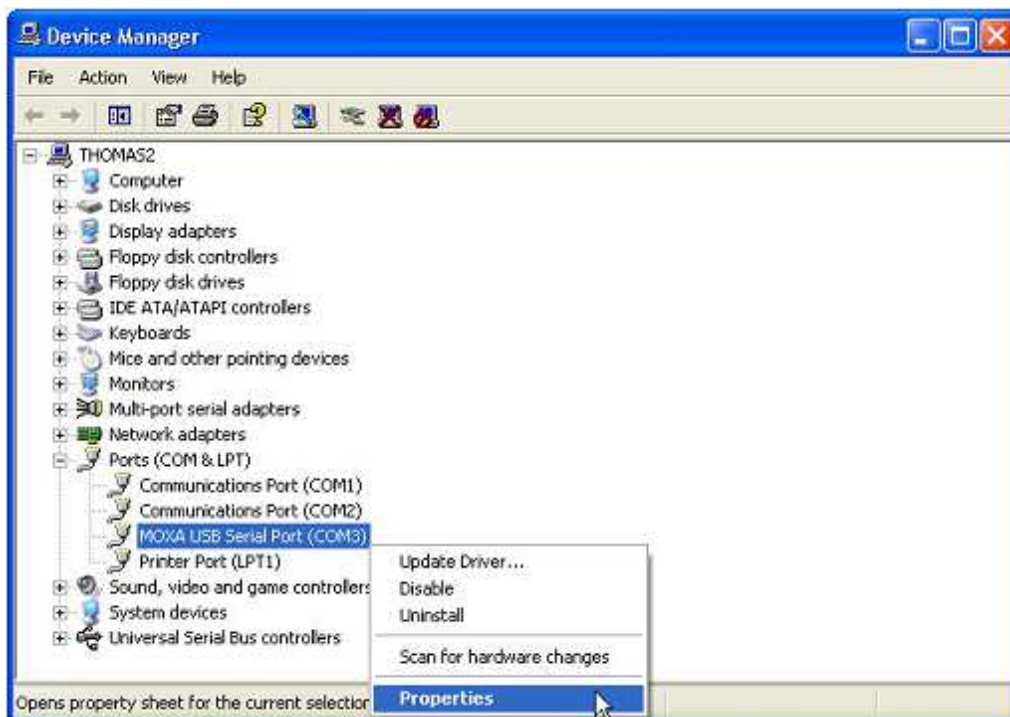 Device Manager
File Action View Help
THOMAS2
Computer
Disk drives
Display adapters
Floppy disk controllers
Floppy disk drives
IDE ATA/ATAPI controllers
Keyboards
Mice and other pointing devices
Monitors
Multi-port serial adapters
Network adapters
Ports (COM & LPT)
Communications Port (COM1)
Communications Port (COM2)
MOXA USB Serial Port (COM3)
Printer Port (LPT1)
Sound, video and game controllers
System devices
Universal Serial Bus controllers
Update Driver...
Disable
Uninstall
Scan for hardware changes
Properties
Opens property sheet for the current selection